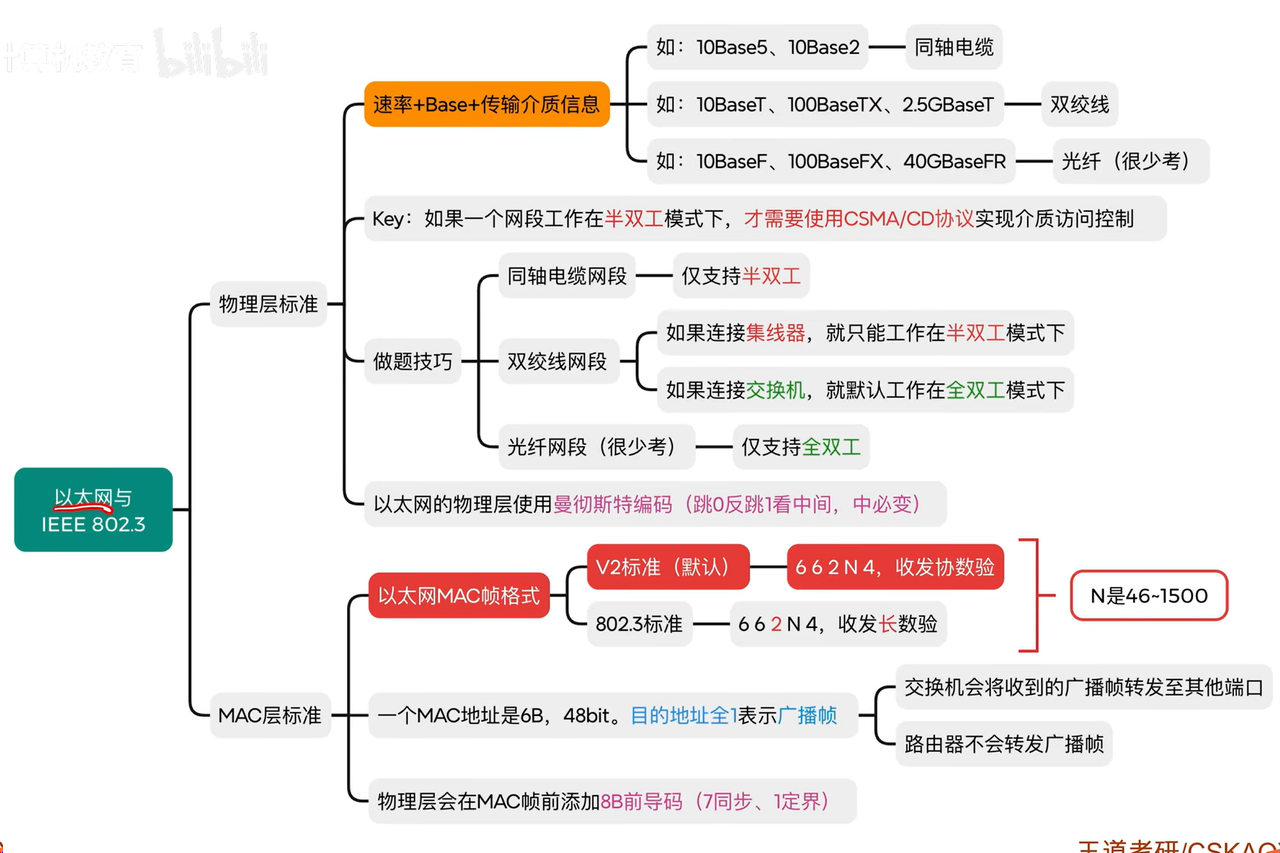 计算机教育 bilibili
如：10Base5、10Base2
同轴电缆
速率+Base+传输介质信息
如：10BaseT、100BaseTX、2.5GBaseT
双绞线
如：10BaseF、100BaseFX、40GBaseFR
光纤（很少考）
Key：如果一个网段工作在半双工模式下，才需要使用CSMA/CD协议实现介质访问控制
物理层标准
同轴电缆网段
仅支持半双工
做题技巧
双绞线网段
如果连接集线器，就只能工作在半双工模式下
如果连接交换机，就默认工作在全双工模式下
光纤网段（很少考）
仅支持全双工
以太网的物理层使用曼彻斯特编码（跳0反跳1看中间，中必变）
以太网与
IEEE 802.3
以太网MAC帧格式
V2标准（默认）
6 6 2 N 4，收发协数验
802.3标准
6 6 2 N 4，收发长数验
N是46~1500
MAC层标准
一个MAC地址是6B，48bit。目的地址全1表示广播帧
交换机会将收到的广播帧转发至其他端口
路由器不会转发广播帧
物理层会在MAC帧前添加8B前导码（7同步、1定界）
王道考研/CSKAO